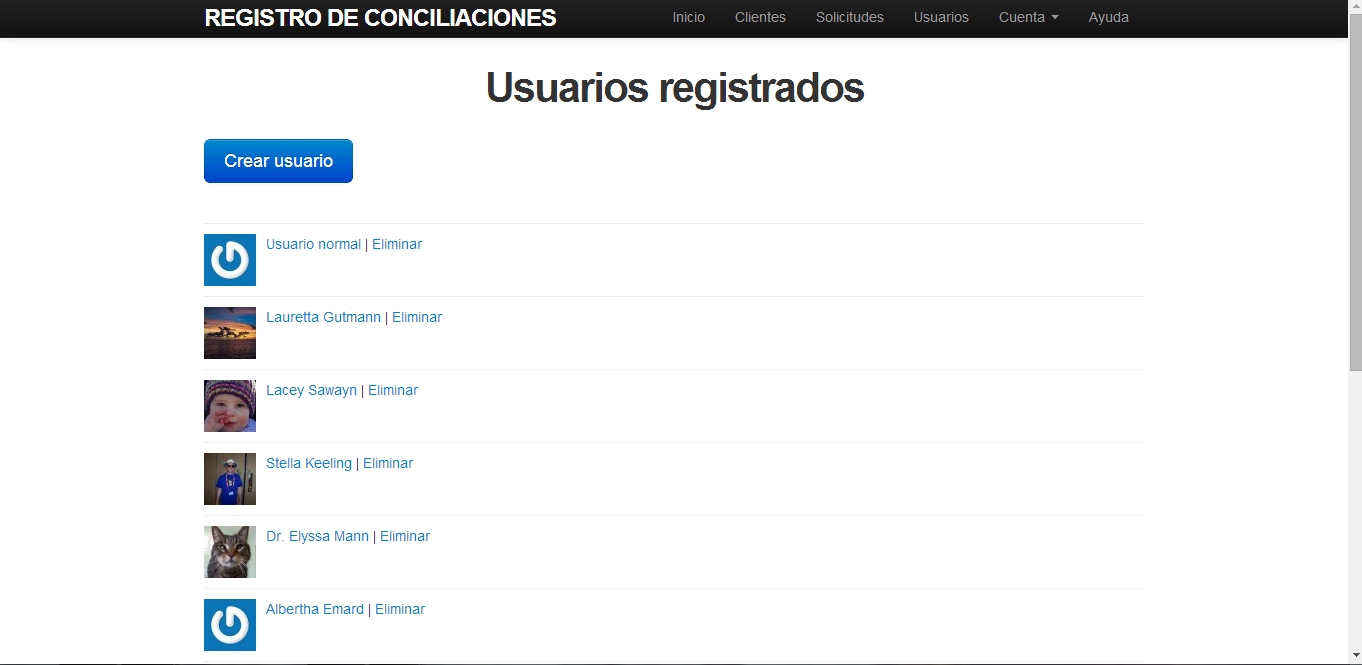 REGISTRO DE CONCILIACIONES Inicio Clientes Solicitudes Usuarios Cuenta Ayuda
Usuarios registrados
Crear usuario
Usuario normal | Eliminar
Lauretta Gutmann | Eliminar
Lacey Sawayn | Eliminar
Stella Keeling | Eliminar
Dr. Elyssa Mann | Eliminar
Albertha Emard | Eliminar